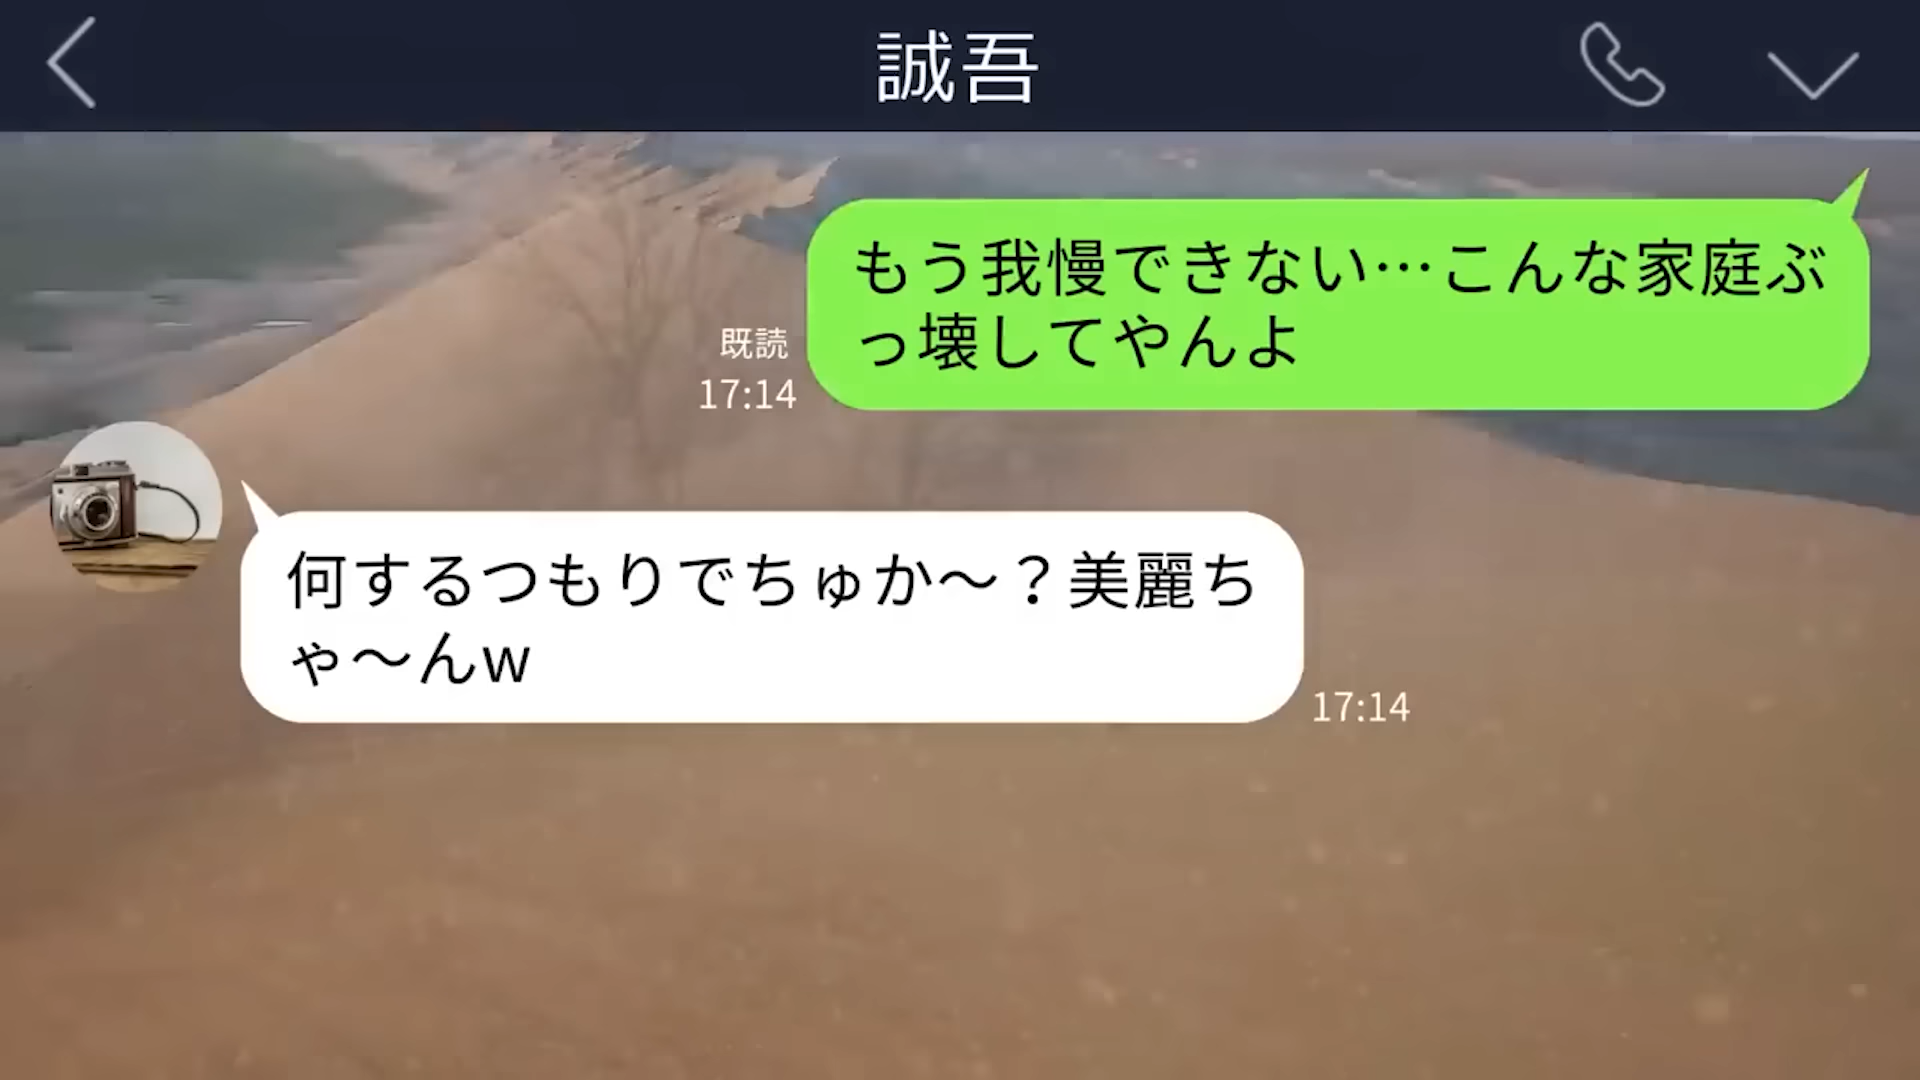 誠吾
もう我慢できない…こんな家庭ぶ
っ壊してやんよ
既読
17:14
何するつもりでちゅか～？美麗ち
ゃ～んw
17:14